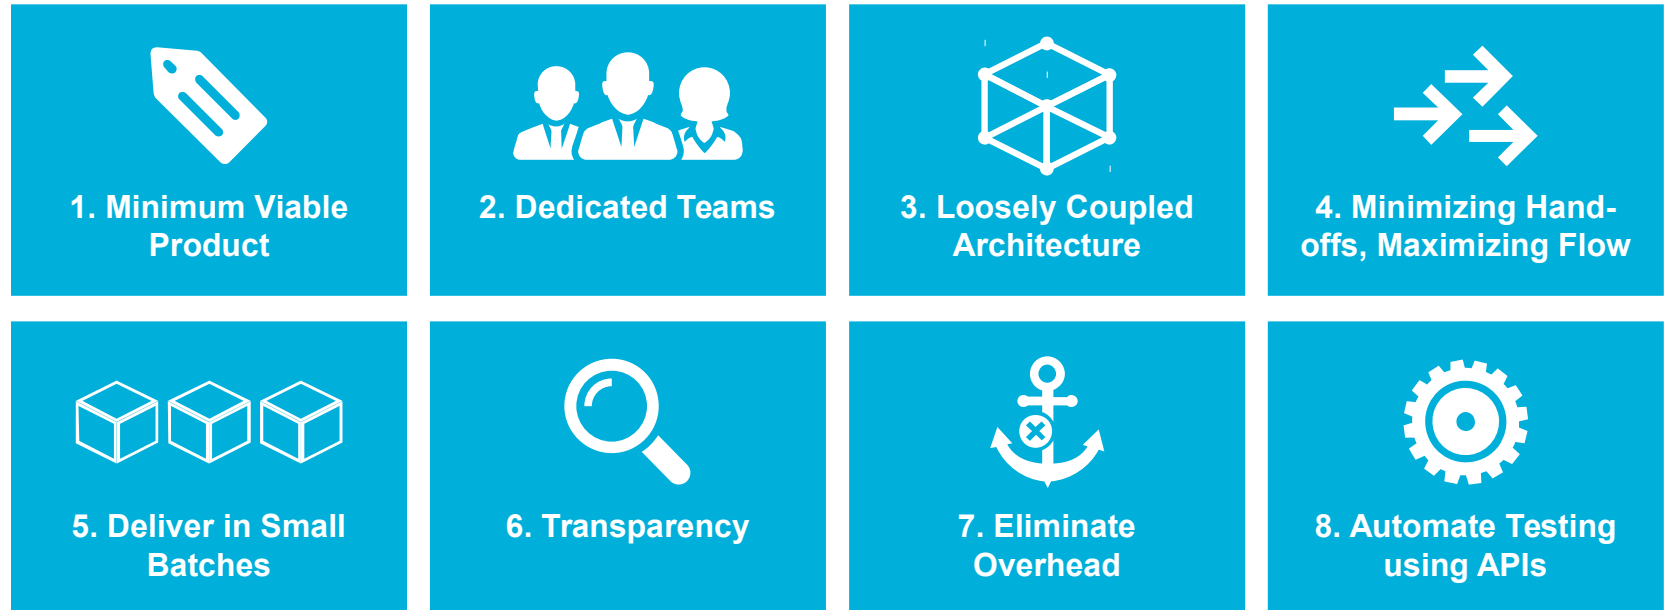 1. Minimum Viable
Product
2. Dedicated Teams
3. Loosely Coupled
Architecture
4. Minimizing Hand-
offs, Maximizing Flow
5. Deliver in Small
Batches
6. Transparency
7. Eliminate
Overhead
8. Automate Testing
using APIs